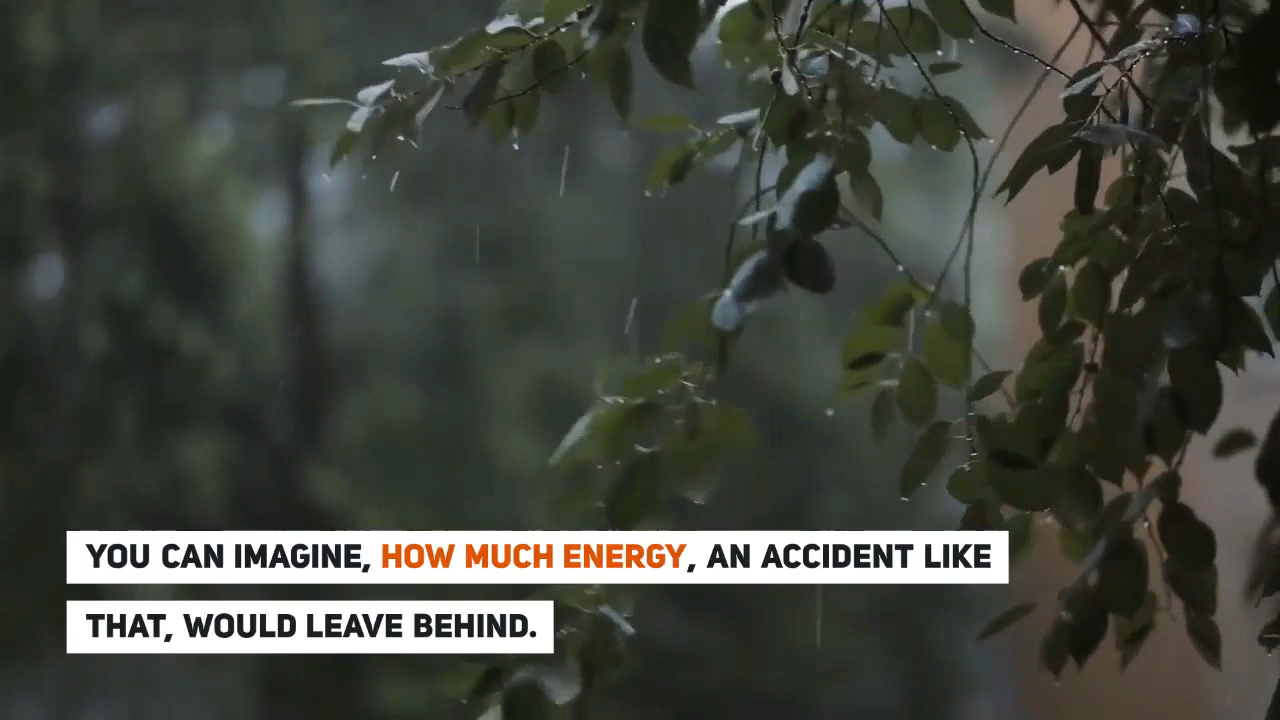 YOU CAN IMAGINE, HOW MUCH ENERGY, AN ACCIDENT LIKE
THAT, WOULD LEAVE BEHIND.